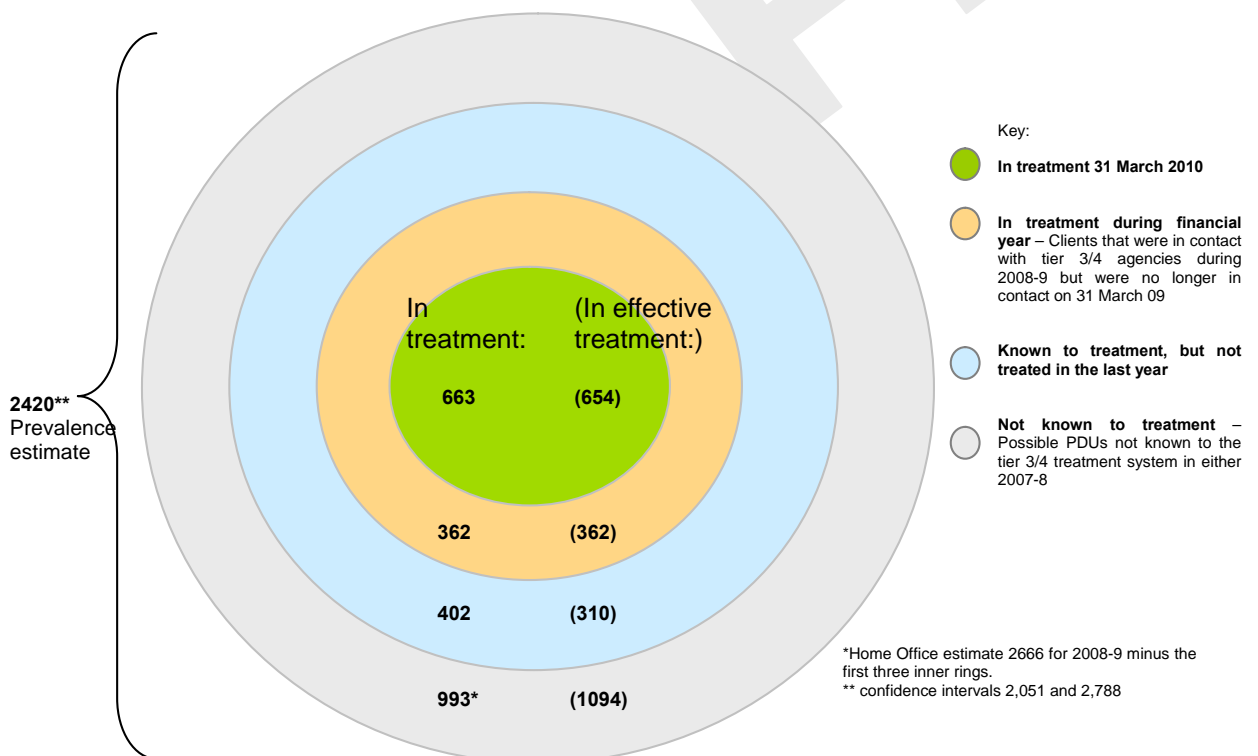 Key:
In treatment 31 March 2010
In treatment during financial
year – Clients that were in contact
with tier 3/4 agencies during
2008-9 but were no longer in
contact on 31 March 09
Known to treatment, but not
treated in the last year
Not known to treatment –
Possible PDUs not known to the
tier 3/4 treatment system in either
2007-8
In
treatment:
(In effective
treatment:)
663 (654)
362 (362)
402 (310)
993* (1094)
2420**
Prevalence
estimate
*Home Office estimate 2666 for 2008-9 minus the
first three inner rings.
** confidence intervals 2,051 and 2,788